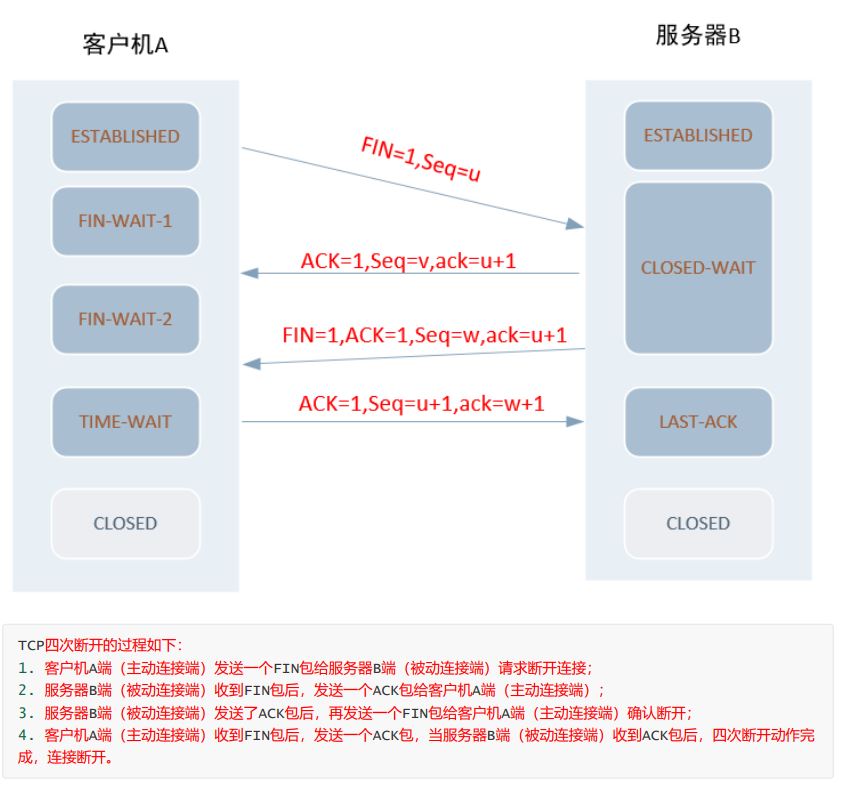 客户机A
服务器B
ESTABLISHED
ESTABLISHED
FIN=1,Seq=u
FIN-WAIT-1
ACK=1,Seq=v,ack=u+1
CLOSED-WAIT
FIN-WAIT-2
FIN=1,ACK=1,Seq=w,ack=u+1
TIME-WAIT
ACK=1,Seq=u+1,ack=w+1
LAST-ACK
CLOSED
CLOSED
TCP四次断开的过程如下:
1. 客户机A端（主动连接端）发送一个FIN包给服务器B端（被动连接端）请求断开连接;
2. 服务器B端（被动连接端）收到FIN包后，发送一个ACK包给客户机A端（主动连接端）;
3. 服务器B端（被动连接端）发送了ACK包后，再发送一个FIN包给客户机A端（主动连接端）确认断开;
4. 客户机A端（主动连接端）收到FIN包后，发送一个ACK包，当服务器B端（被动连接端）收到ACK包后，四次断开动作完
成，连接断开。